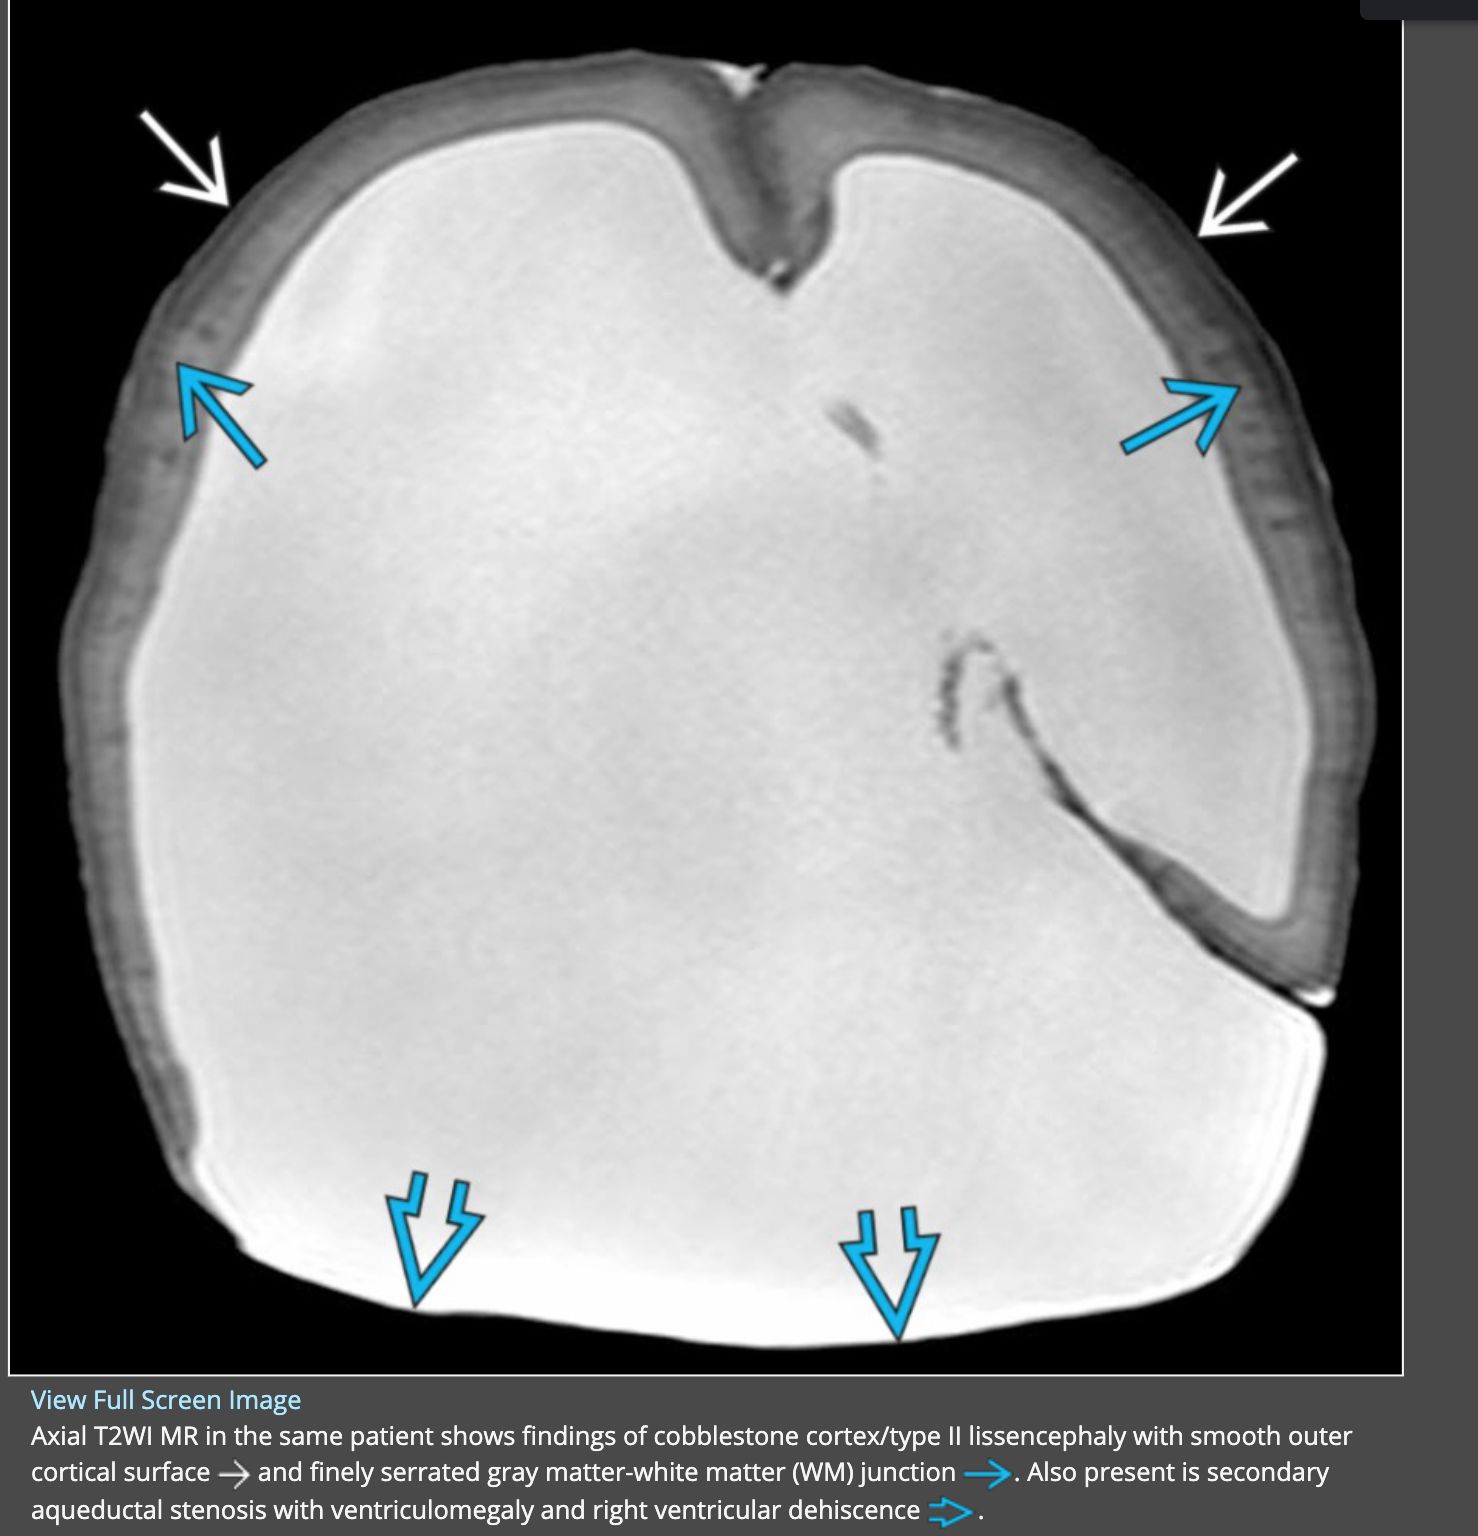 View Full Screen Image
Axial T2WI MR in the same patient shows findings of cobblestone cortex/type II lissencephaly with smooth outer
cortical surface → and finely serrated gray matter-white matter (WM) junction →. Also present is secondary
aqueductal stenosis with ventriculomegaly and right ventricular dehiscence ⇨.